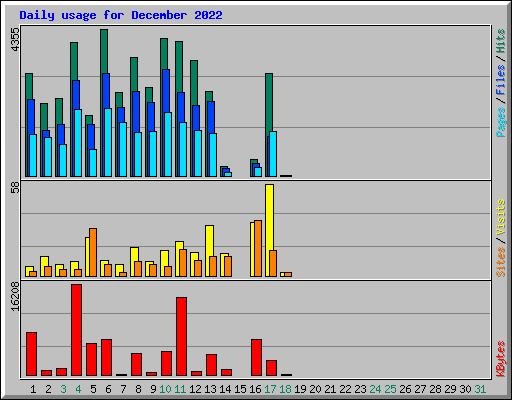 Daily usage for December 2022
4355
Pages / Files / Hits
58
Sites / Visits
16208
KBytes
1 2 3 4 5 6 7 8 9 10 11 12 13 14 15 16 17 18 19 20 21 22 23 24 25 26 27 28 29 30 31